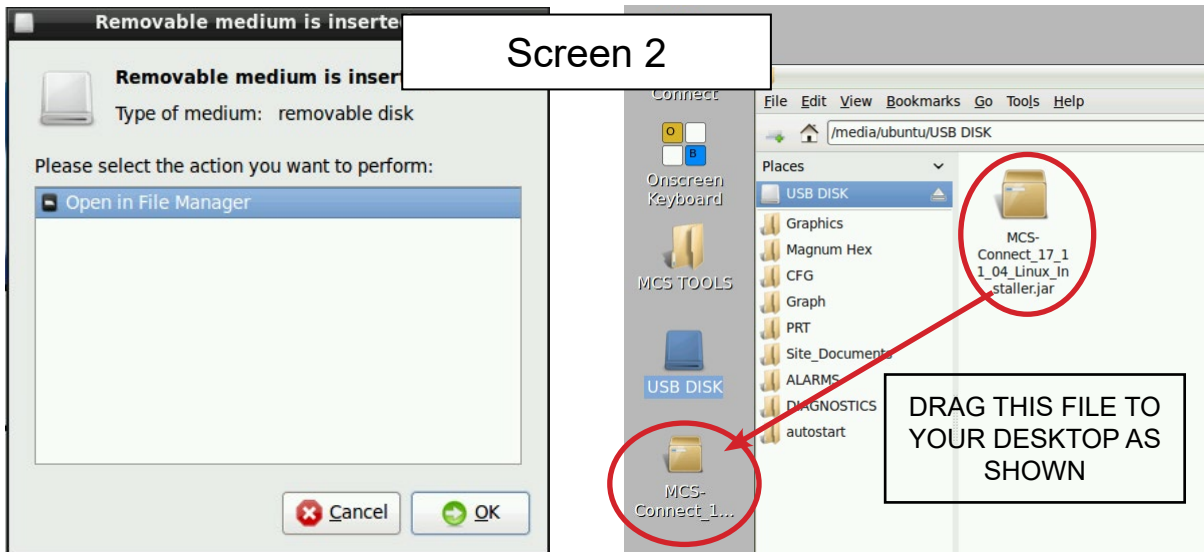 Removable medium is inserte
Screen 2
Removable medium is inser
Type of medum: removable disk
Please select the action you want to perform:
Open in File Manager
Cancel
OK
Connect
Onscreen
Keyboard
MCS TOOLS
USB DISK
MCS-
Connect_1...
File Edit View Bookmarks Go Tools Help
/media/ubuntu/USB DISK
Places
USB DISK
Graphics
Magnum Hex
CFG
Graph
PRT
Site_Documents
ALARMS
DIAGNOSTICS
autostart
MCS-
Connect_17_1
1_04_Linux_In
staller.jar
DRAG THIS FILE TO
YOUR DESKTOP AS
SHOWN